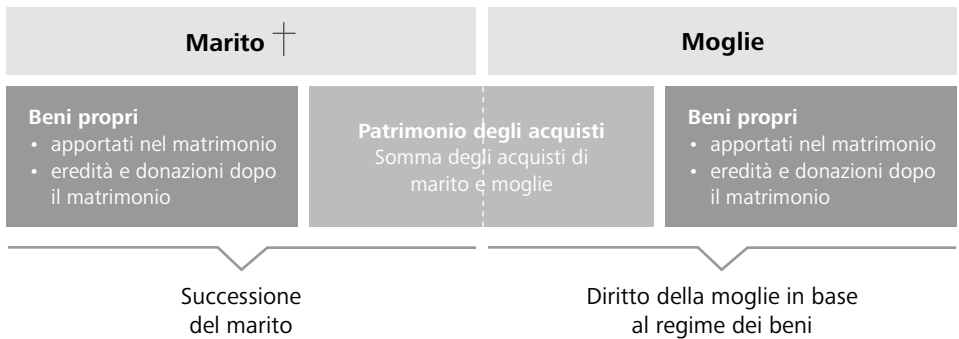 Marito †
Moglie
Beni propri
• apportati nel matrimonio
• eredità e donazioni dopo
il matrimonio
Patrimonio degli acquisti
Somma degli acquisti di
marito e moglie
Beni propri
• apportati nel matrimonio
• eredità e donazioni dopo
il matrimonio
Successione
del marito
Diritto della moglie in base
al regime dei beni